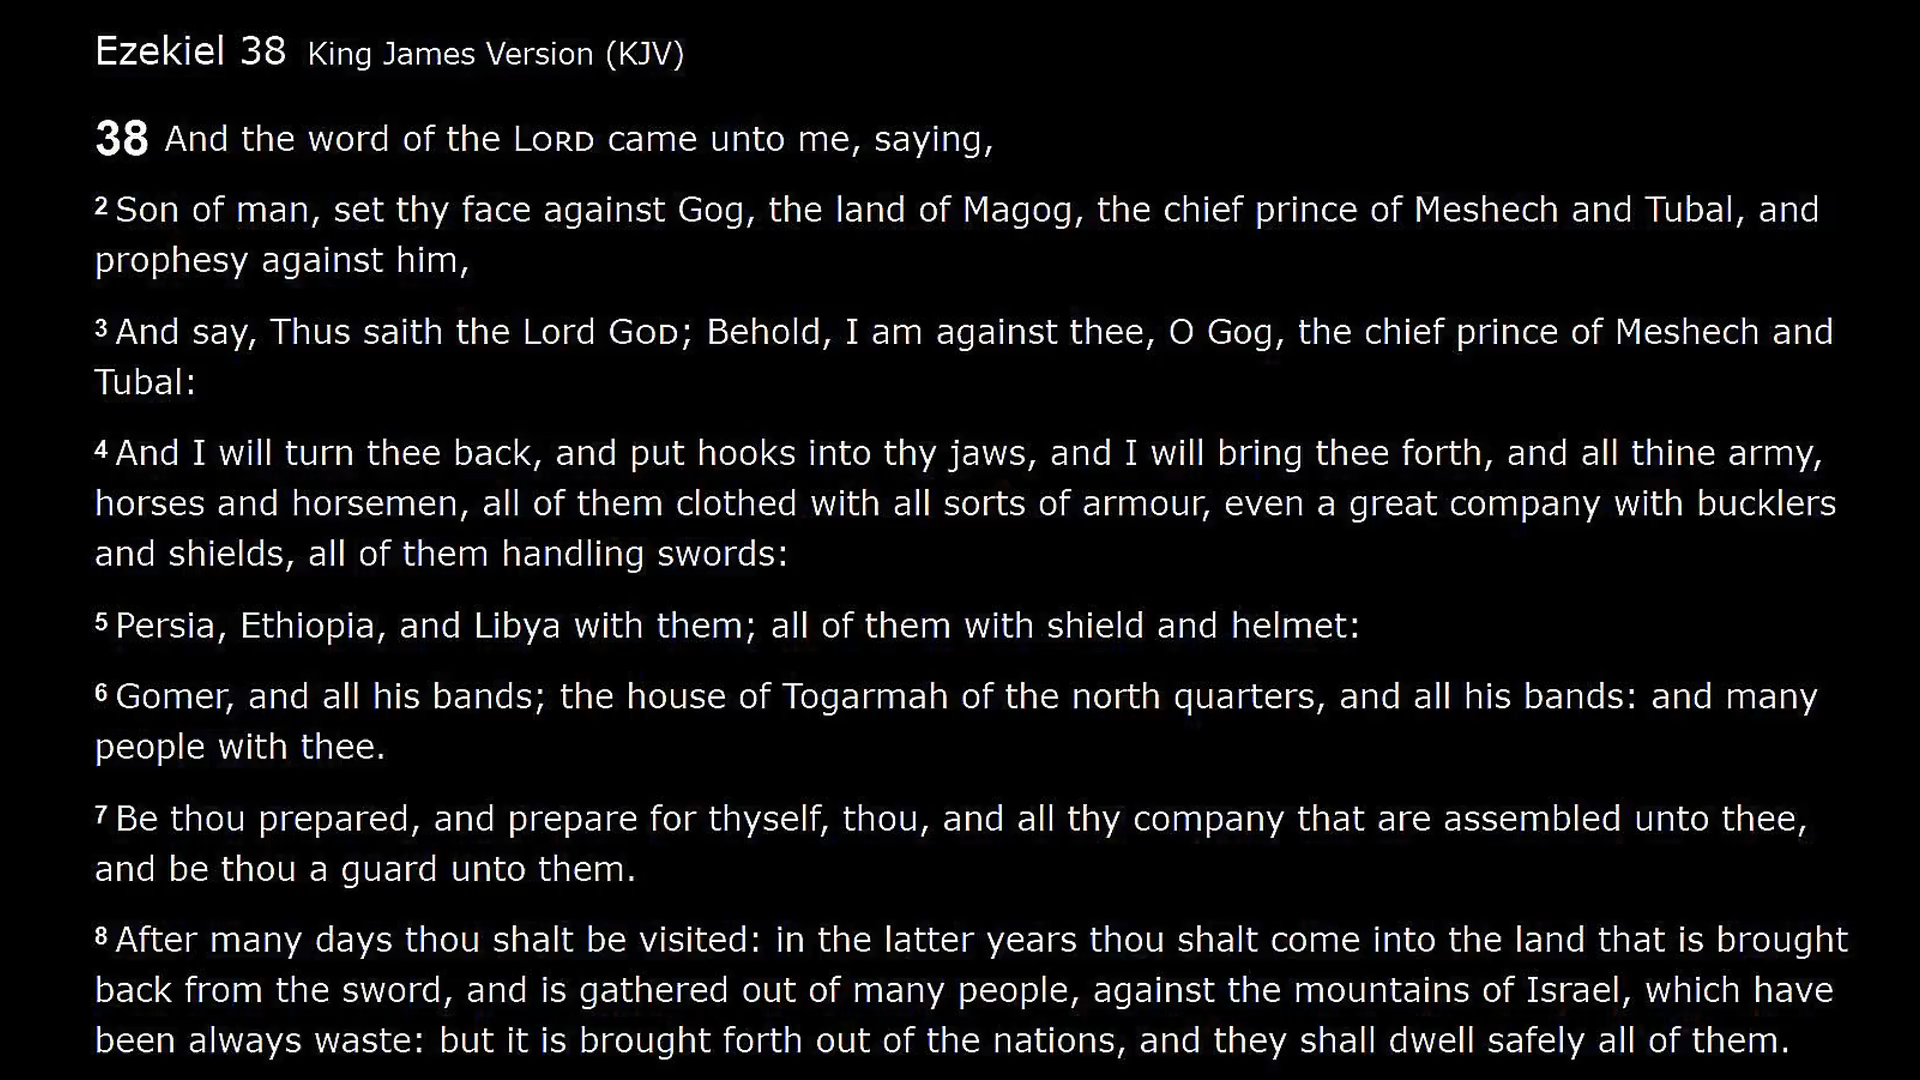 Ezekiel 38 King James Version (KJV)
38 And the word of the LORD came unto me, saying,
2 Son of man, set thy face against Gog, the land of Magog, the chief prince of Meshech and Tubal, and
prophesy against him,
3 And say, Thus saith the Lord GOD; Behold, I am against thee, O Gog, the chief prince of Meshech and
Tubal:
4 And I will turn thee back, and put hooks into thy jaws, and I will bring thee forth, and all thine army,
horses and horsemen, all of them clothed with all sorts of armour, even a great company with bucklers
and shields, all of them handling swords:
5 Persia, Ethiopia, and Libya with them; all of them with shield and helmet:
6 Gomer, and all his bands; the house of Togarmah of the north quarters, and all his bands: and many
people with thee.
7 Be thou prepared, and prepare for thyself, thou, and all thy company that are assembled unto thee,
and be thou a guard unto them.
8 After many days thou shalt be visited: in the latter years thou shalt come into the land that is brought
back from the sword, and is gathered out of many people, against the mountains of Israel, which have
been always waste: but it is brought forth out of the nations, and they shall dwell safely all of them.